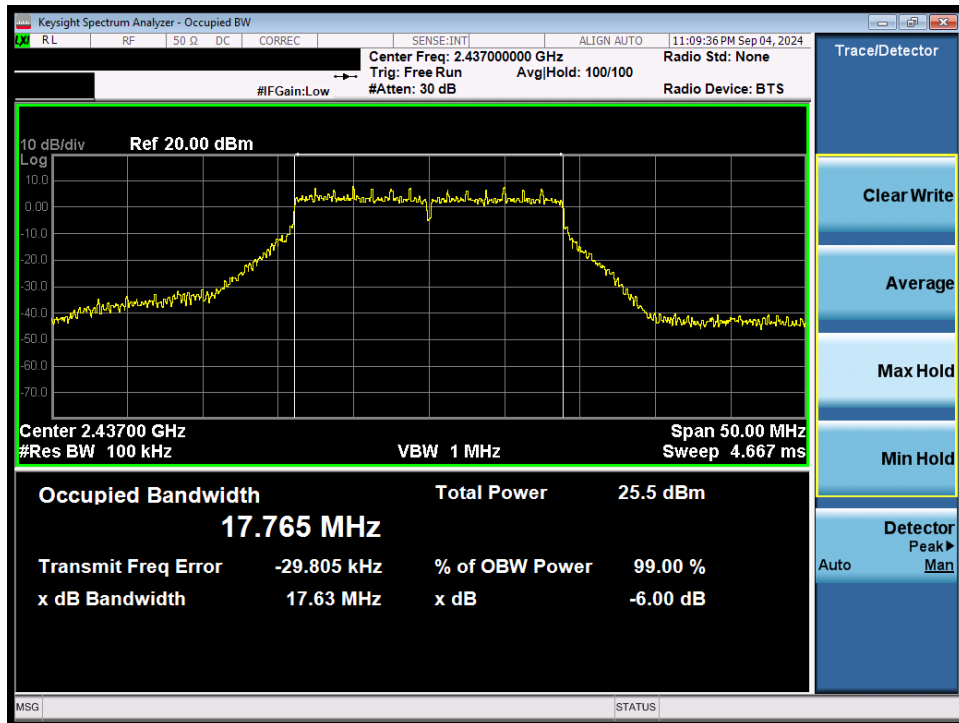 Keysight Spectrum Analyzer - Occupied BW
LXI RL RF 50 Ω DC CORREC SENSE:INT ALIGN AUTO 11:09:36 PM Sep 04, 2024
Center Freq: 2.437000000 GHz Radio Std: None
Trig: Free Run Avg|Hold: 100/100
#IFGain:Low #Atten: 30 dB Radio Device: BTS
10 dB/div Ref 20.00 dBm
Log
10.0
0.00
-10.0
-20.0
-30.0
-40.0
-50.0
-60.0
-70.0
Center 2.43700 GHz Span 50.00 MHz
#Res BW 100 kHz VBW 1 MHz Sweep 4.667 ms
Occupied Bandwidth Total Power 25.5 dBm
17.765 MHz
Transmit Freq Error -29.805 kHz % of OBW Power 99.00 %
x dB Bandwidth 17.63 MHz x dB -6.00 dB
MSG STATUS
Trace/Detector
Clear Write
Average
Max Hold
Min Hold
Detector
Peak▶
Auto Man